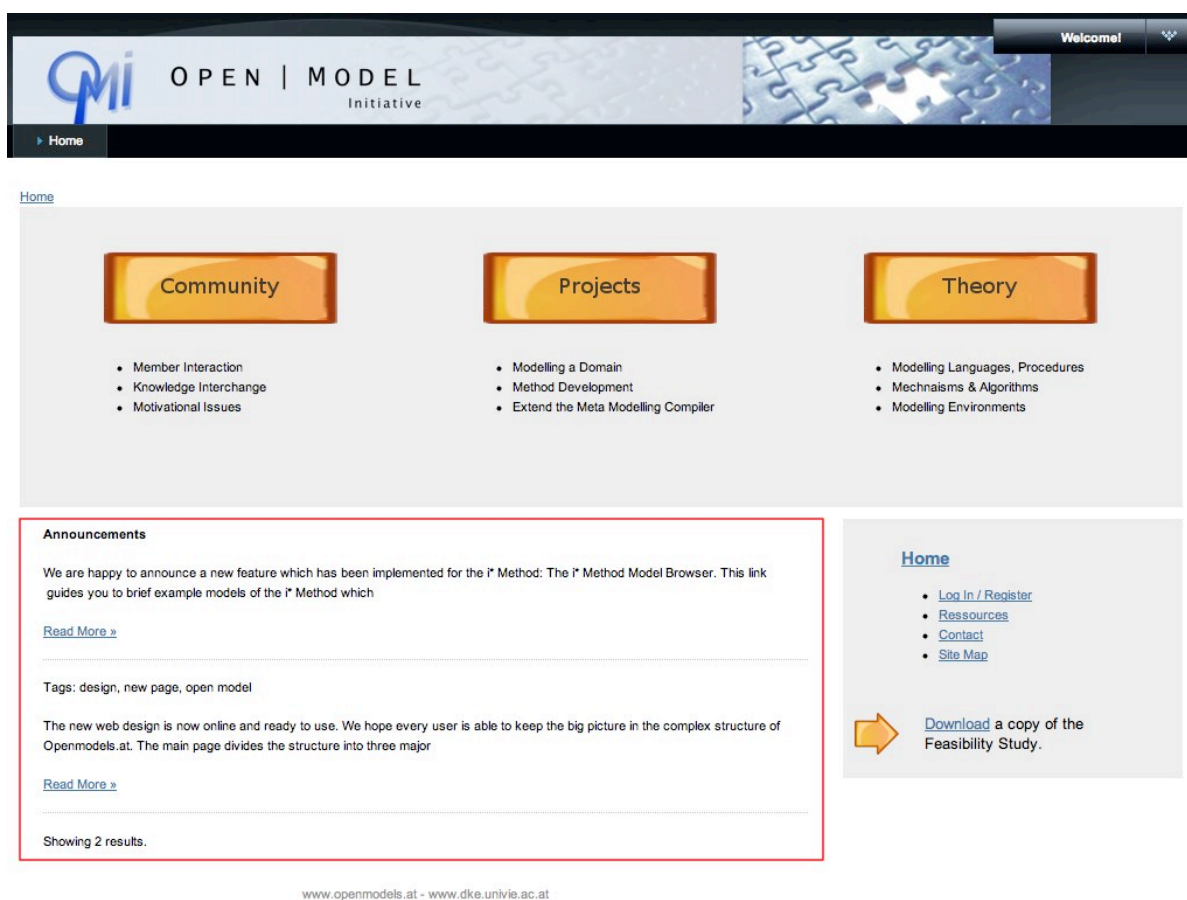 Welcome!
OMi
OPEN | MODEL
Initiative
Home
Home
Community
Projects
Theory
• Member Interaction
• Knowledge Interchange
• Motivational Issues
• Modelling a Domain
• Method Development
• Extend the Meta Modelling Compiler
• Modelling Languages, Procedures
• Mechnaisms & Algorithms
• Modelling Environments
Announcements
We are happy to announce a new feature which has been implemented for the i* Method: The i* Method Model Browser. This link
guides you to brief example models of the i* Method which
Read More »
Tags: design, new page, open model
The new web design is now online and ready to use. We hope every user is able to keep the big picture in the complex structure of
Openmodels.at. The main page divides the structure into three major
Read More »
Showing 2 results.
Home
• Log In / Register
• Ressources
• Contact
• Site Map
Download a copy of the
Feasibility Study.
www.openmodels.at - www.dke.univie.ac.at